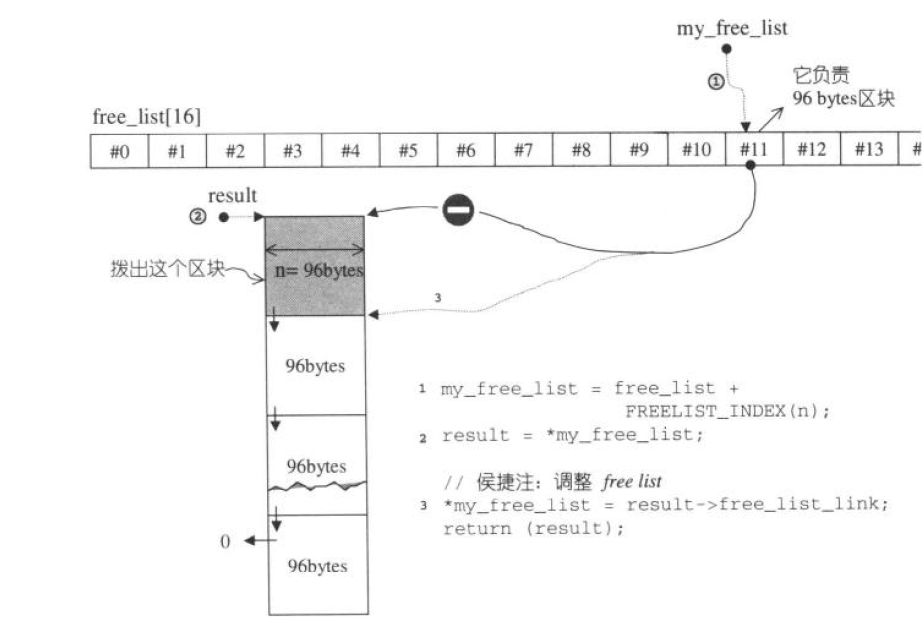 my_free_list
①
它负责
96 bytes区块
free_list[16]
#0 #1 #2 #3 #4 #5 #6 #7 #8 #9 #10 #11 #12 #13 #
result
②
拨出这个区块
n= 96bytes
3
96bytes
96bytes
0
96bytes
1 my_free_list = free_list +
FREELIST_INDEX(n);
2 result = *my_free_list;
// 侯捷注：调整 free list
3 *my_free_list = result->free_list_link;
return (result);